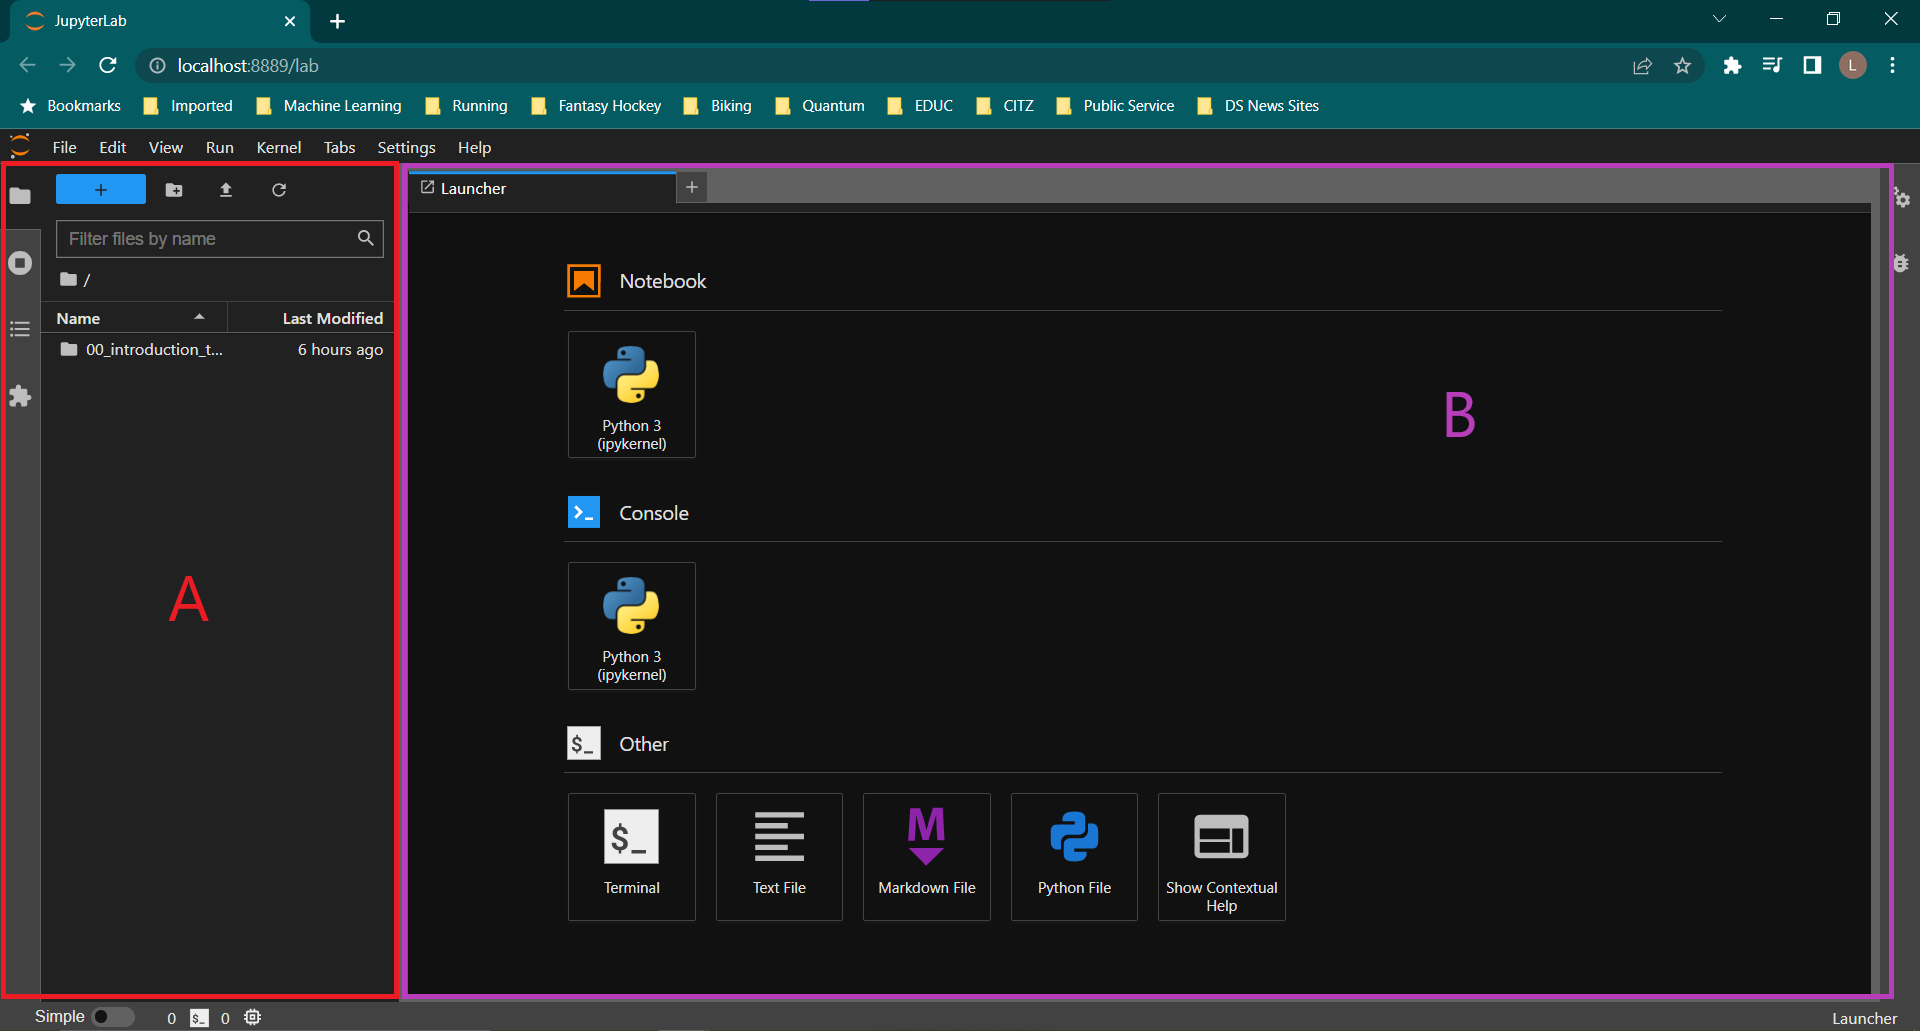 JupyterLab
localhost:8889/lab
L
Bookmarks Imported Machine Learning Running Fantasy Hockey Biking Quantum EDUC CITZ Public Service DS News Sites
File Edit View Run Kernel Tabs Settings Help
Filter files by name
/
Name Last Modified
00_introduction_t... 6 hours ago
A
Launcher
Notebook
Python 3
(ipykernel)
B
Console
Python 3
(ipykernel)
$_ Other
$_
Terminal
Text File
M
Markdown File
Python File
Show Contextual
Help
Simple 0 $_ 0 Launcher